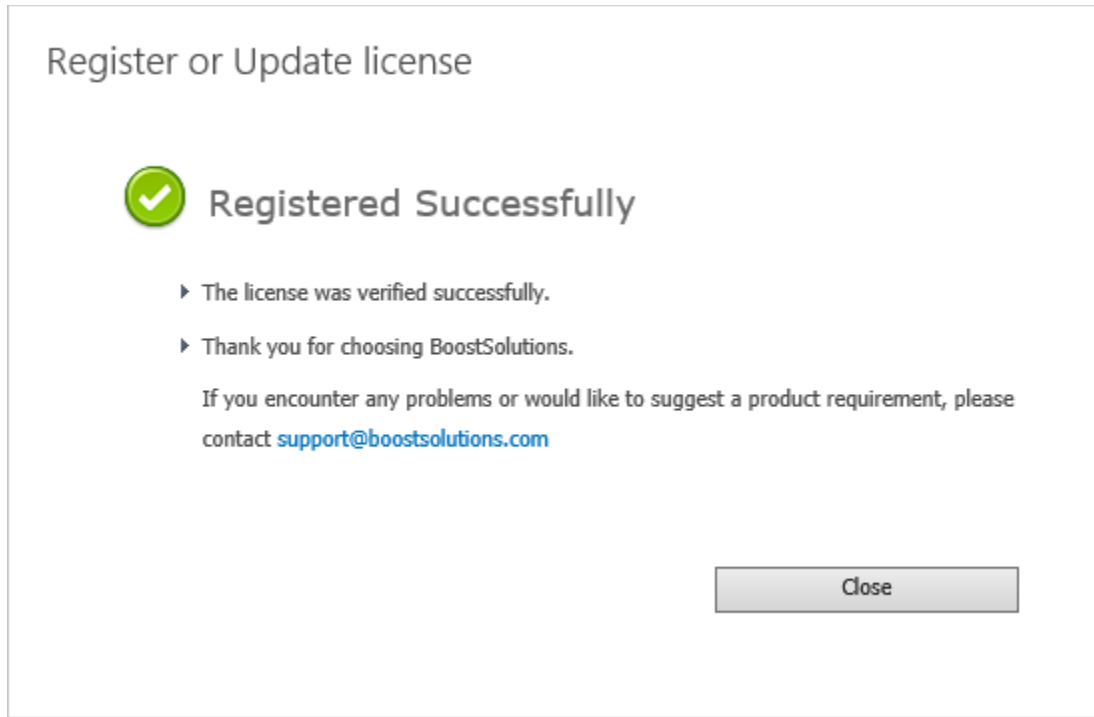 Register or Update license
Registered Successfully
The license was verified successfully.
Thank you for choosing BoostSolutions.
If you encounter any problems or would like to suggest a product requirement, please
contact support@boostsolutions.com
Close